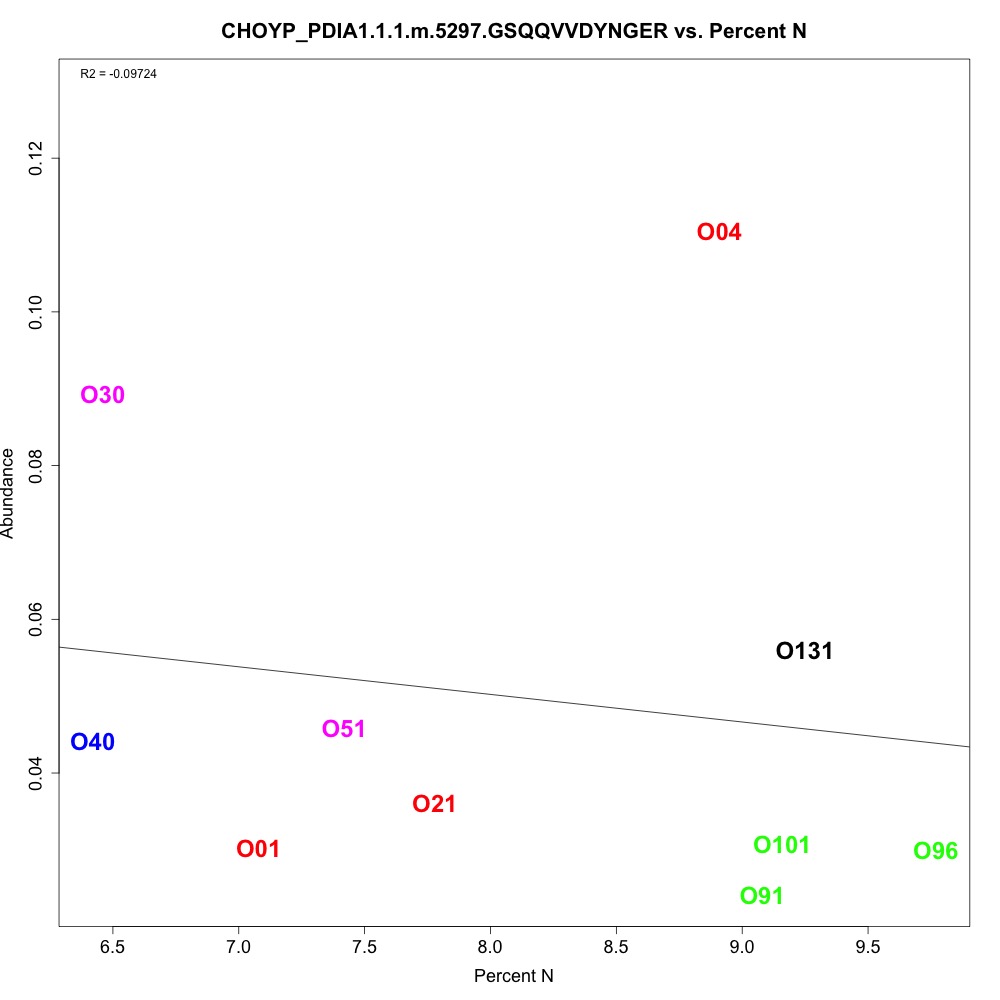 CHOYP_PDIA1.1.1.m.5297.GSQQVVDYNGER vs. Percent N
R2 = -0.09724
0.12
O04
0.10
O30
0.08
Abundance
0.06
O131
O51
O40
0.04
O21
O01
O101
O96
O91
6.5 7.0 7.5 8.0 8.5 9.0 9.5
Percent N